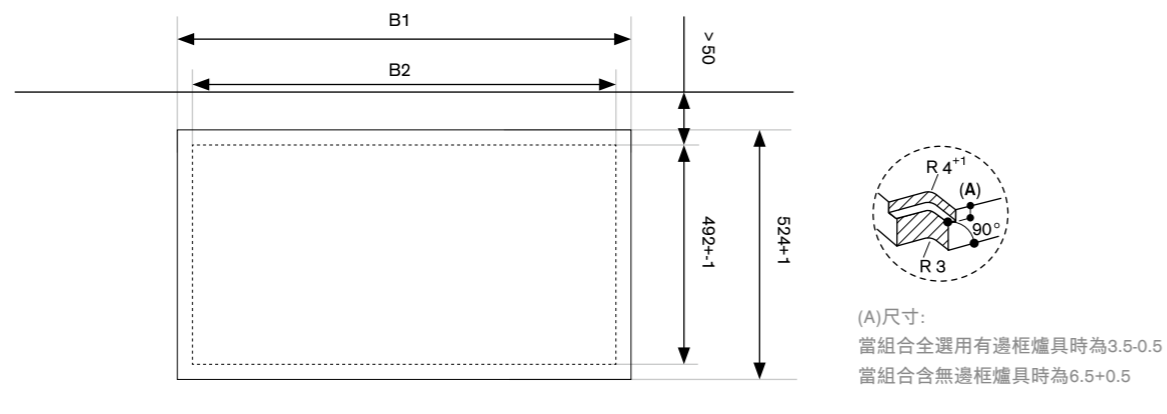 B1
> 50
B2
492+-1
524+1
R 4+1
(A)
90°
R 3
(A)尺寸:
當組合全選用有邊框爐具時為3.5-0.5
當組合含無邊框爐具時為6.5+0.5